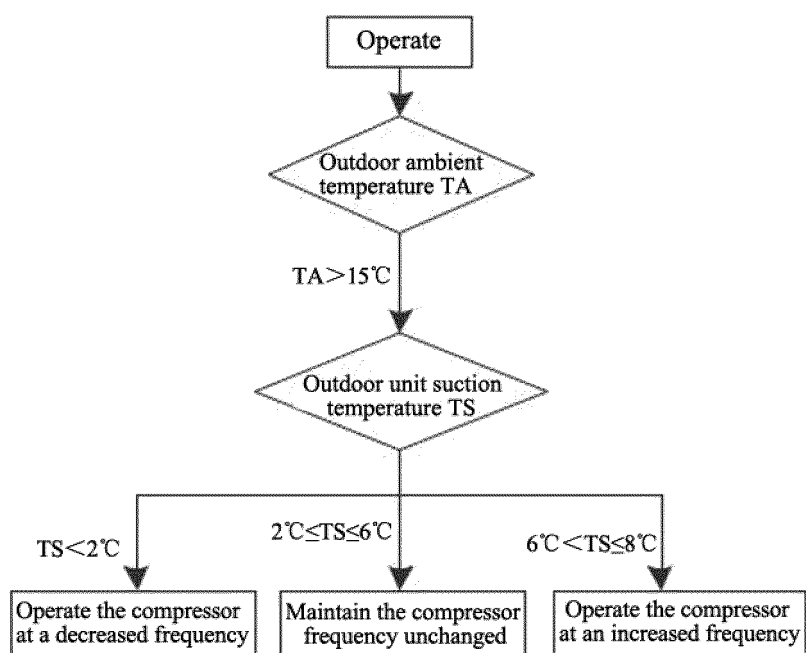 Operate
Outdoor ambient
temperature TA
TA＞15℃
Outdoor unit suction
temperature TS
TS＜2℃
2℃≤TS≤6℃
6℃＜TS≤8℃
Operate the compressor
at a decreased frequency
Maintain the compressor
frequency unchanged
Operate the compressor
at an increased frequency